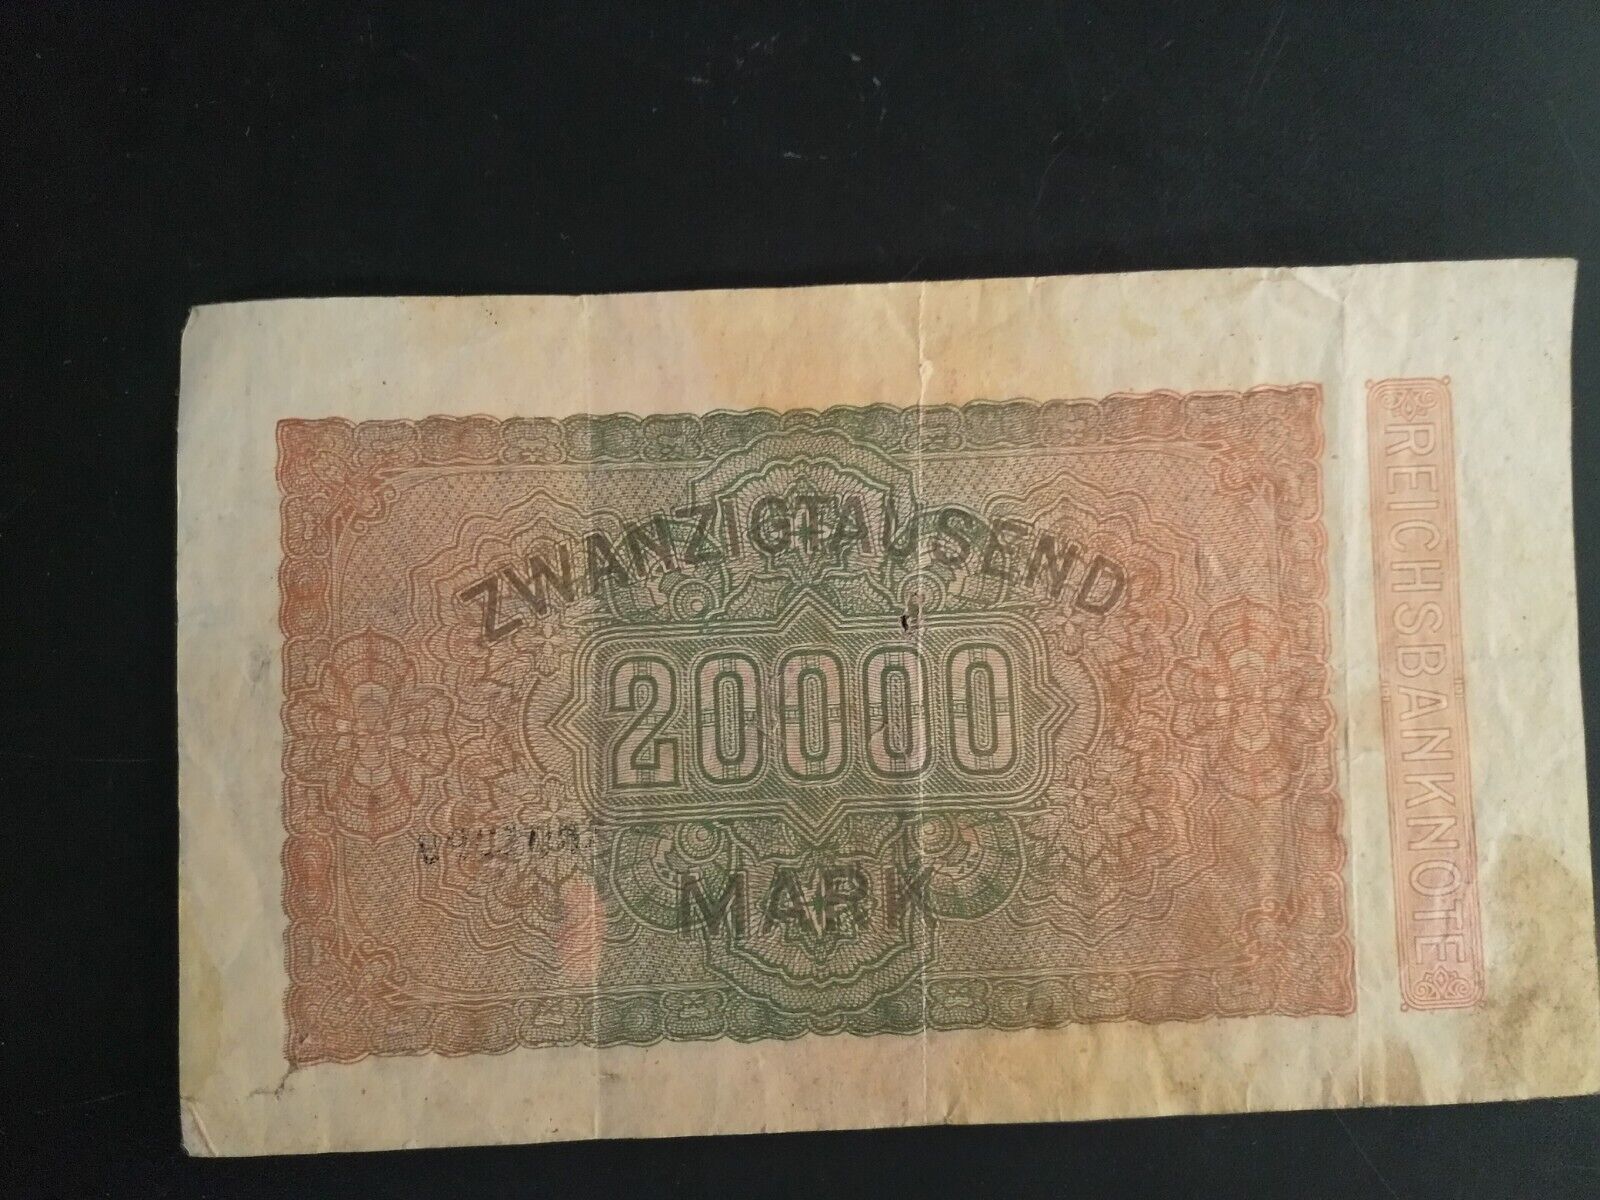 ZWANZIGTAUSEND
20000
MARK
REICHSBANKNOTE